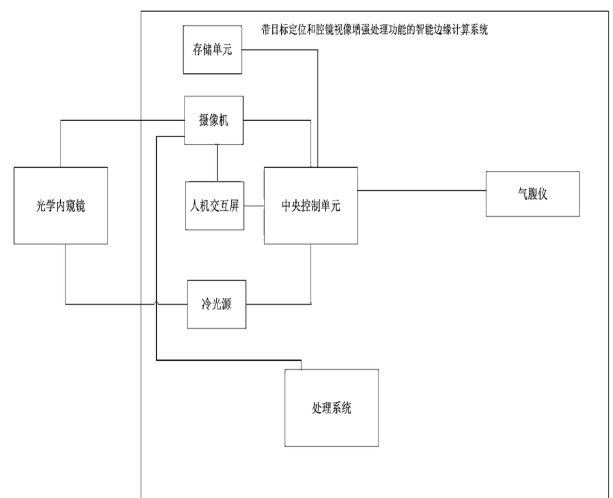 带目标定位和腔镜视像增强处理功能的智能边缘计算系统
存储单元
摄像机
光学内窥镜
人机交互屏
中央控制单元
气腹仪
冷光源
处理系统